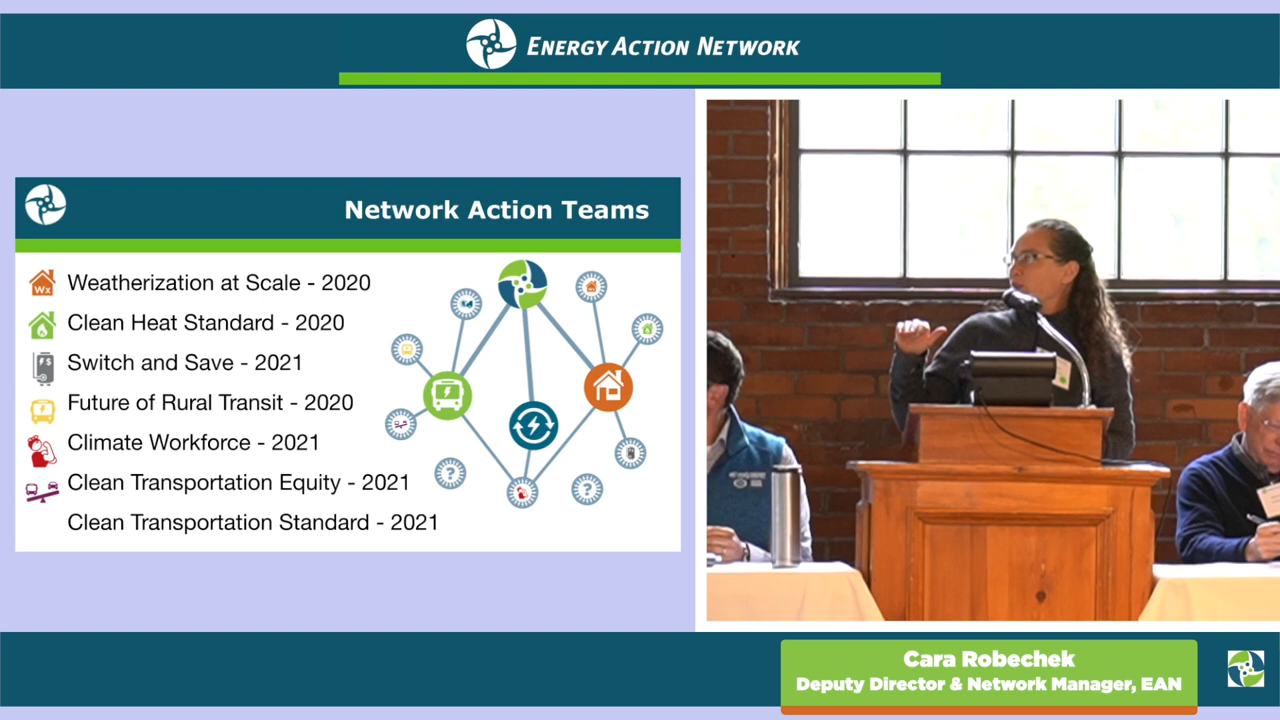 ENERGY ACTION NETWORK
Network Action Teams
Wx
Weatherization at Scale - 2020
Clean Heat Standard - 2020
Switch and Save - 2021
Future of Rural Transit - 2020
Climate Workforce - 2021
Clean Transportation Equity - 2021
Clean Transportation Standard - 2021
?
?
Cara Robechek
Deputy Director & Network Manager, EAN